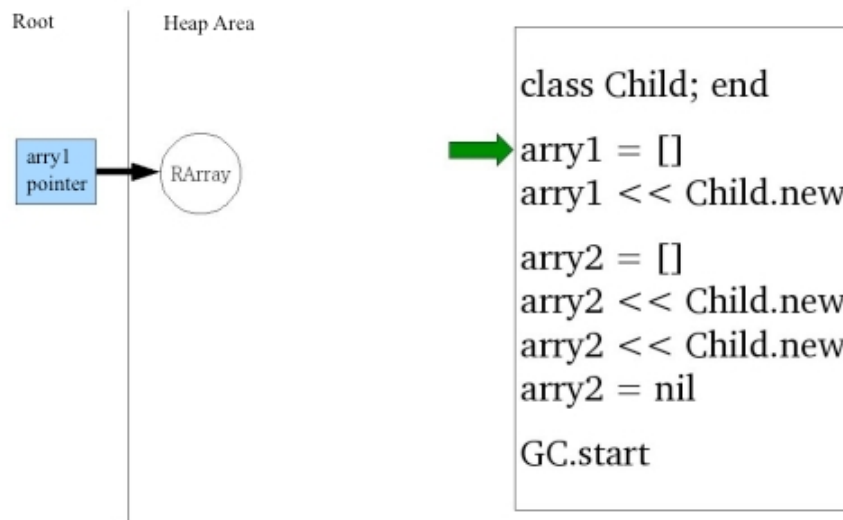 Root
Heap Area
arry1
pointer
RArray
class Child; end
arry1 = []
arry1 << Child.new
arry2 = []
arry2 << Child.new
arry2 << Child.new
arry2 = nil
GC.start